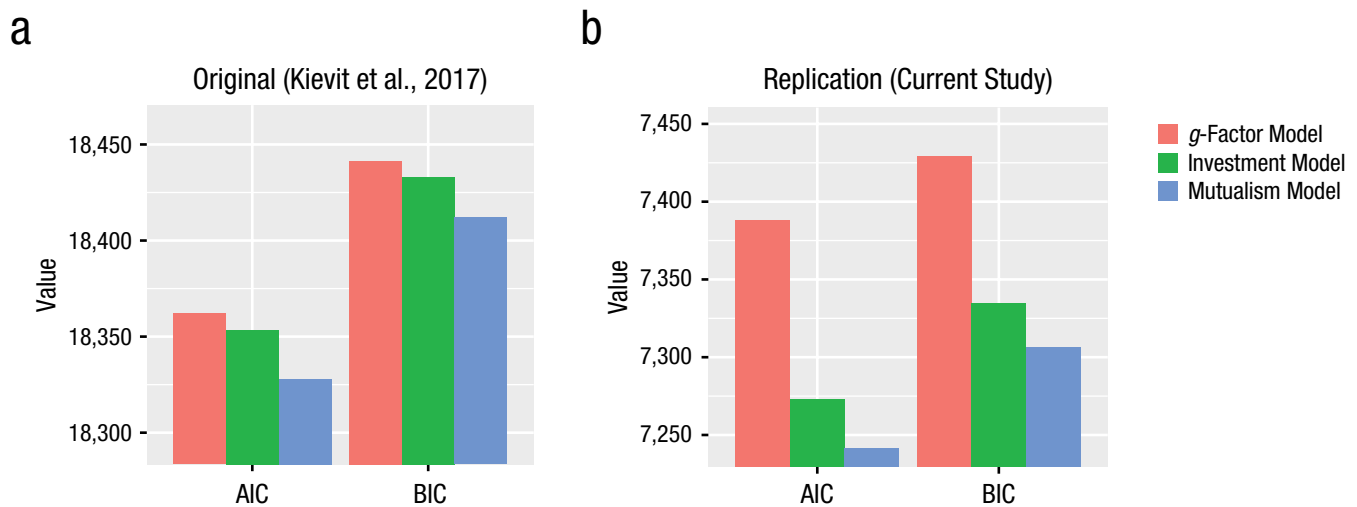 a
Original (Kievit et al., 2017)
Value
18,450
18,400
18,350
18,300
AIC
BIC
b
Replication (Current Study)
Value
7,450
7,400
7,350
7,300
7,250
AIC
BIC
g-Factor Model
Investment Model
Mutualism Model